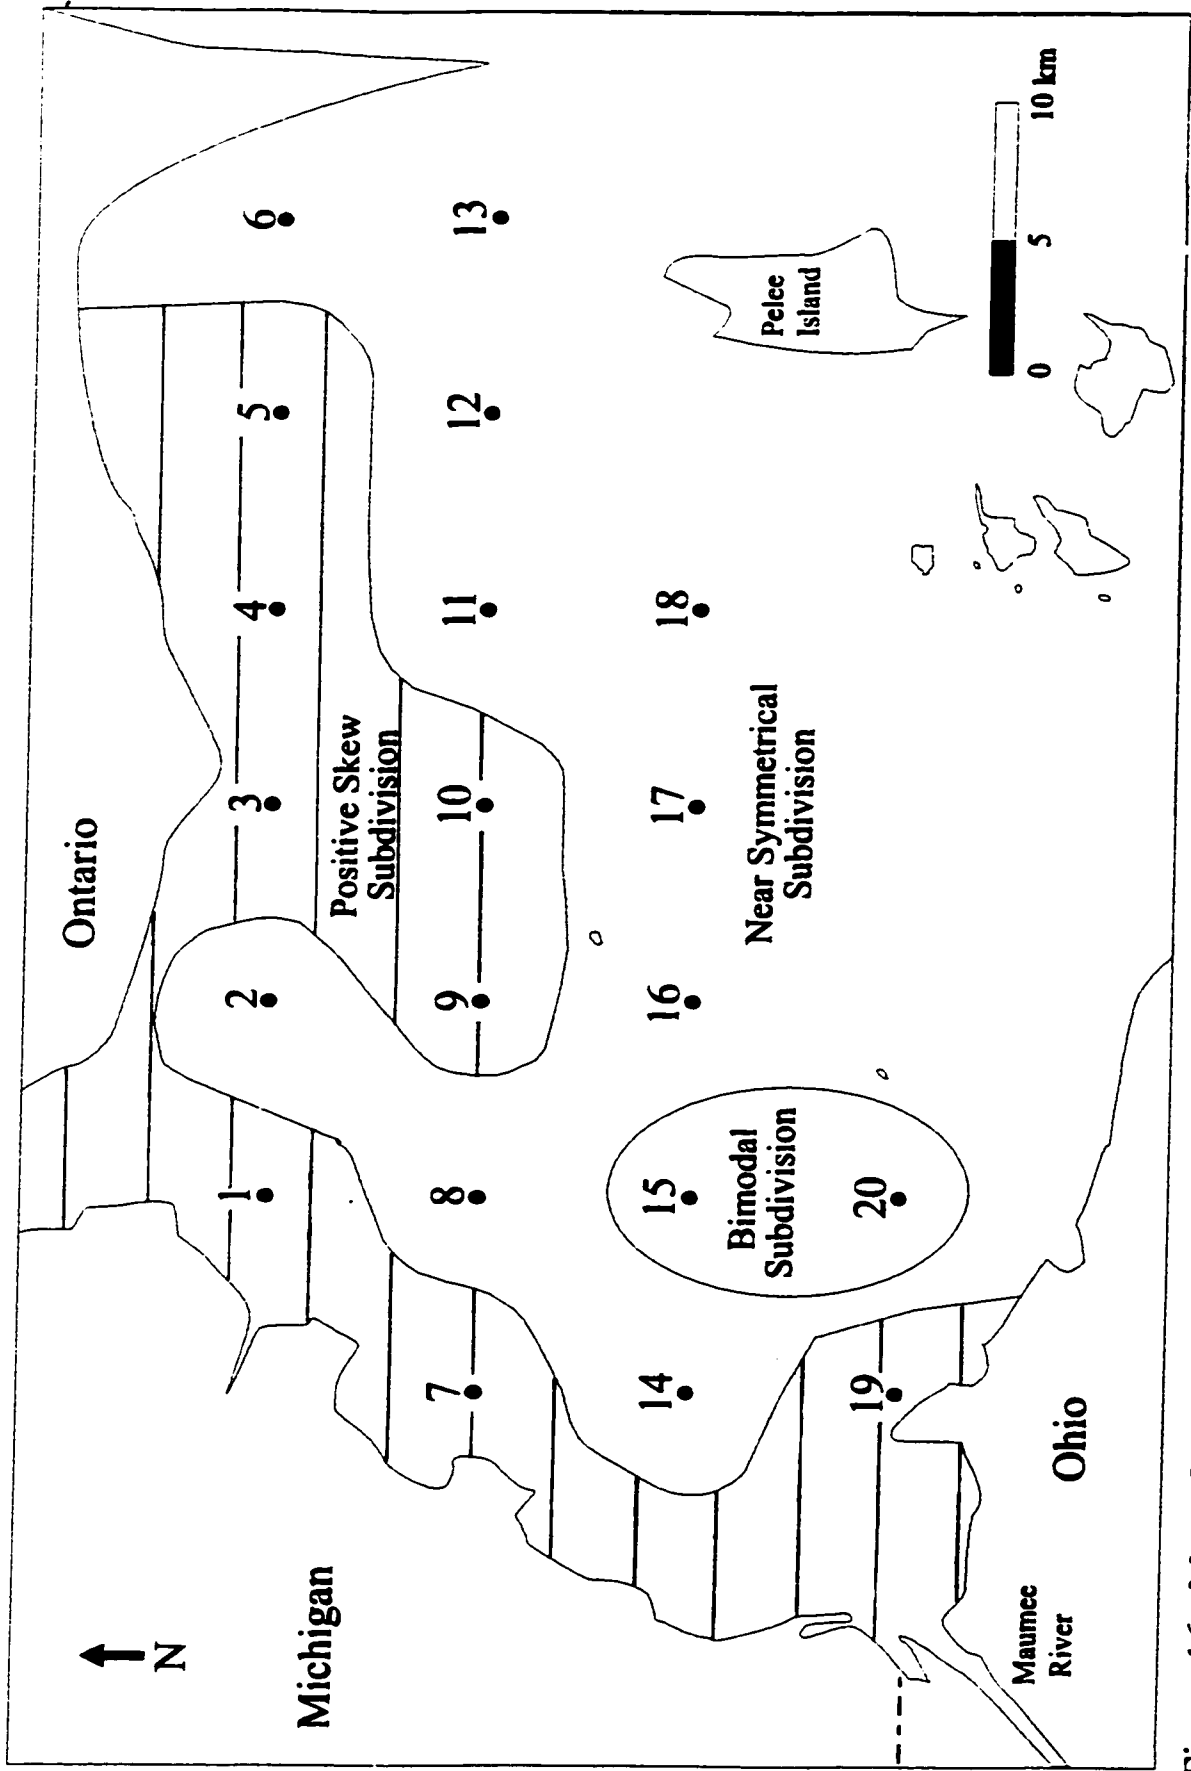 Ontario
Michigan
N
1
2
3
4
5
6
Positive Skew
Subdivision
7
8
9
10
11
12
13
14
15
16
17
18
Bimodal
Subdivision
Near Symmetrical
Subdivision
Pelee
Island
19
20
Maumee
River
Ohio
0 5 10 km